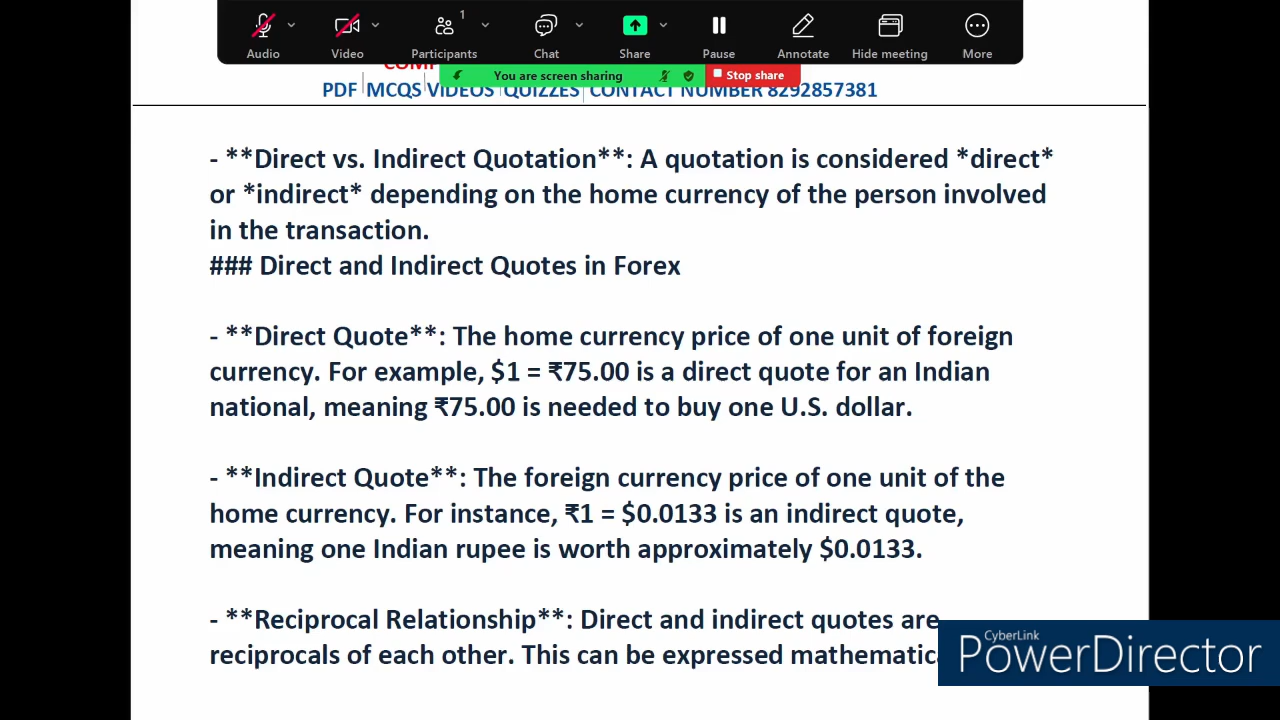 1
Audio
Video
Participants
Chat
Share
Pause
Annotate
Hide meeting
More
You are screen sharing
Stop share
PDF MCQS VIDEOS QUIZZES CONTACT NUMBER 8292857381
- **Direct vs. Indirect Quotation**: A quotation is considered *direct*
or *indirect* depending on the home currency of the person involved
in the transaction.
### Direct and Indirect Quotes in Forex
- **Direct Quote**: The home currency price of one unit of foreign
currency. For example, $1 = ₹75.00 is a direct quote for an Indian
national, meaning ₹75.00 is needed to buy one U.S. dollar.
- **Indirect Quote**: The foreign currency price of one unit of the
home currency. For instance, ₹1 = $0.0133 is an indirect quote,
meaning one Indian rupee is worth approximately $0.0133.
- **Reciprocal Relationship**: Direct and indirect quotes are
reciprocals of each other. This can be expressed
CyberLink
PowerDirector